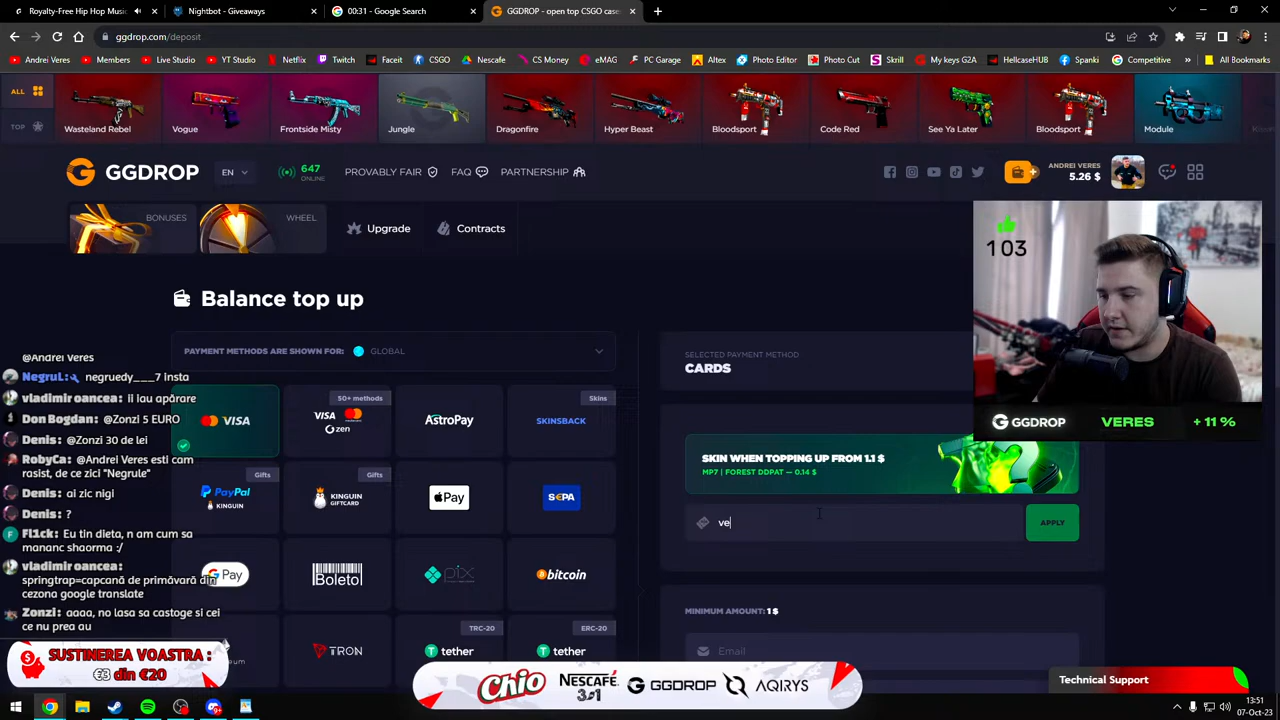 Royalty-Free Hip Hop Music
Nightbot - Giveaways
00:31 - Google Search
GGDROP - open top CSGO case
ggdrop.com/deposit
Andrei Veres
Members
Live Studio
YT Studio
Netflix
Twitch
Faceit
CSGO
Nescafe
CS Money
eMAG
PC Garage
Altex
Photo Editor
Photo Cut
Skrill
My keys G2A
HellcaseHUB
Spanki
Competitive
All Bookmarks
ALL
TOP
Wasteland Rebel
Vogue
Frontside Misty
Jungle
Dragonfire
Hyper Beast
Bloodsport
Code Red
See Ya Later
Bloodsport
Module
GGDROP
EN
647
ONLINE
PROVABLY FAIR
FAQ
PARTNERSHIP
ANDREI VERES
5.26 $
BONUSES
WHEEL
Upgrade
Contracts
103
Balance top up
PAYMENT METHODS ARE SHOWN FOR: GLOBAL
SELECTED PAYMENT METHOD
CARDS
@Andrei Veres
NegruL: negruedy___7 insta
vladimir oancea: ii iau apărare
Don Bogdan: @Zonzi 5 EURO
Denis: @Zonzi 30 de lei
RobyCa: @Andrei Veres esti cam
rasist, de ce zici "Negrule"
Denis: ai zic nigi
Denis: ?
Fl1ck: Eu tin dieta, n am cum sa
mananc shaorma :/
vladimir oancea:
springtrap=capcană de primăvară din
cezona google translate
Zonzi: aaaa, no lasa sa castoge si cei
ce nu prea au
VISA
50+ methods
VISA
zen
AstroPay
Skins
SKINSBACK
Gifts
PayPal
KINGUIN
Gifts
KINGUIN
GIFTCARD
Pay
SEPA
G Pay
Boleto
pix
bitcoin
TRON
TRC-20
tether
ERC-20
tether
SKIN WHEN TOPPING UP FROM 1.1 $
MP7 | FOREST DDPAT — 0.14 $
ve
APPLY
MINIMUM AMOUNT: 1 $
Email
GGDROP
VERES
+ 11 %
SUSTINEREA VOASTRA :
€3 din €20
Chio
NESCAFÉ
3in1
GGDROP
AQIRYS
Technical Support
13:51
07-Oct-23